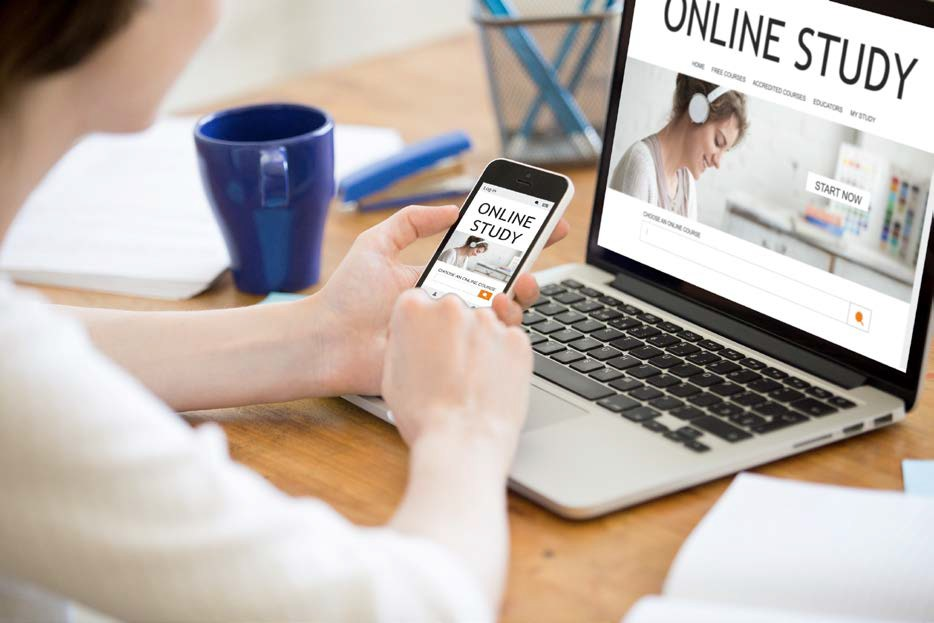 ONLINE STUDY
HOME FREE COURSES ACCREDITED COURSES EDUCATORS MY STUDY
START NOW
CHOOSE AN ONLINE COURSE
Log in
ONLINE
STUDY
CHOOSE AN ONLINE COURSE